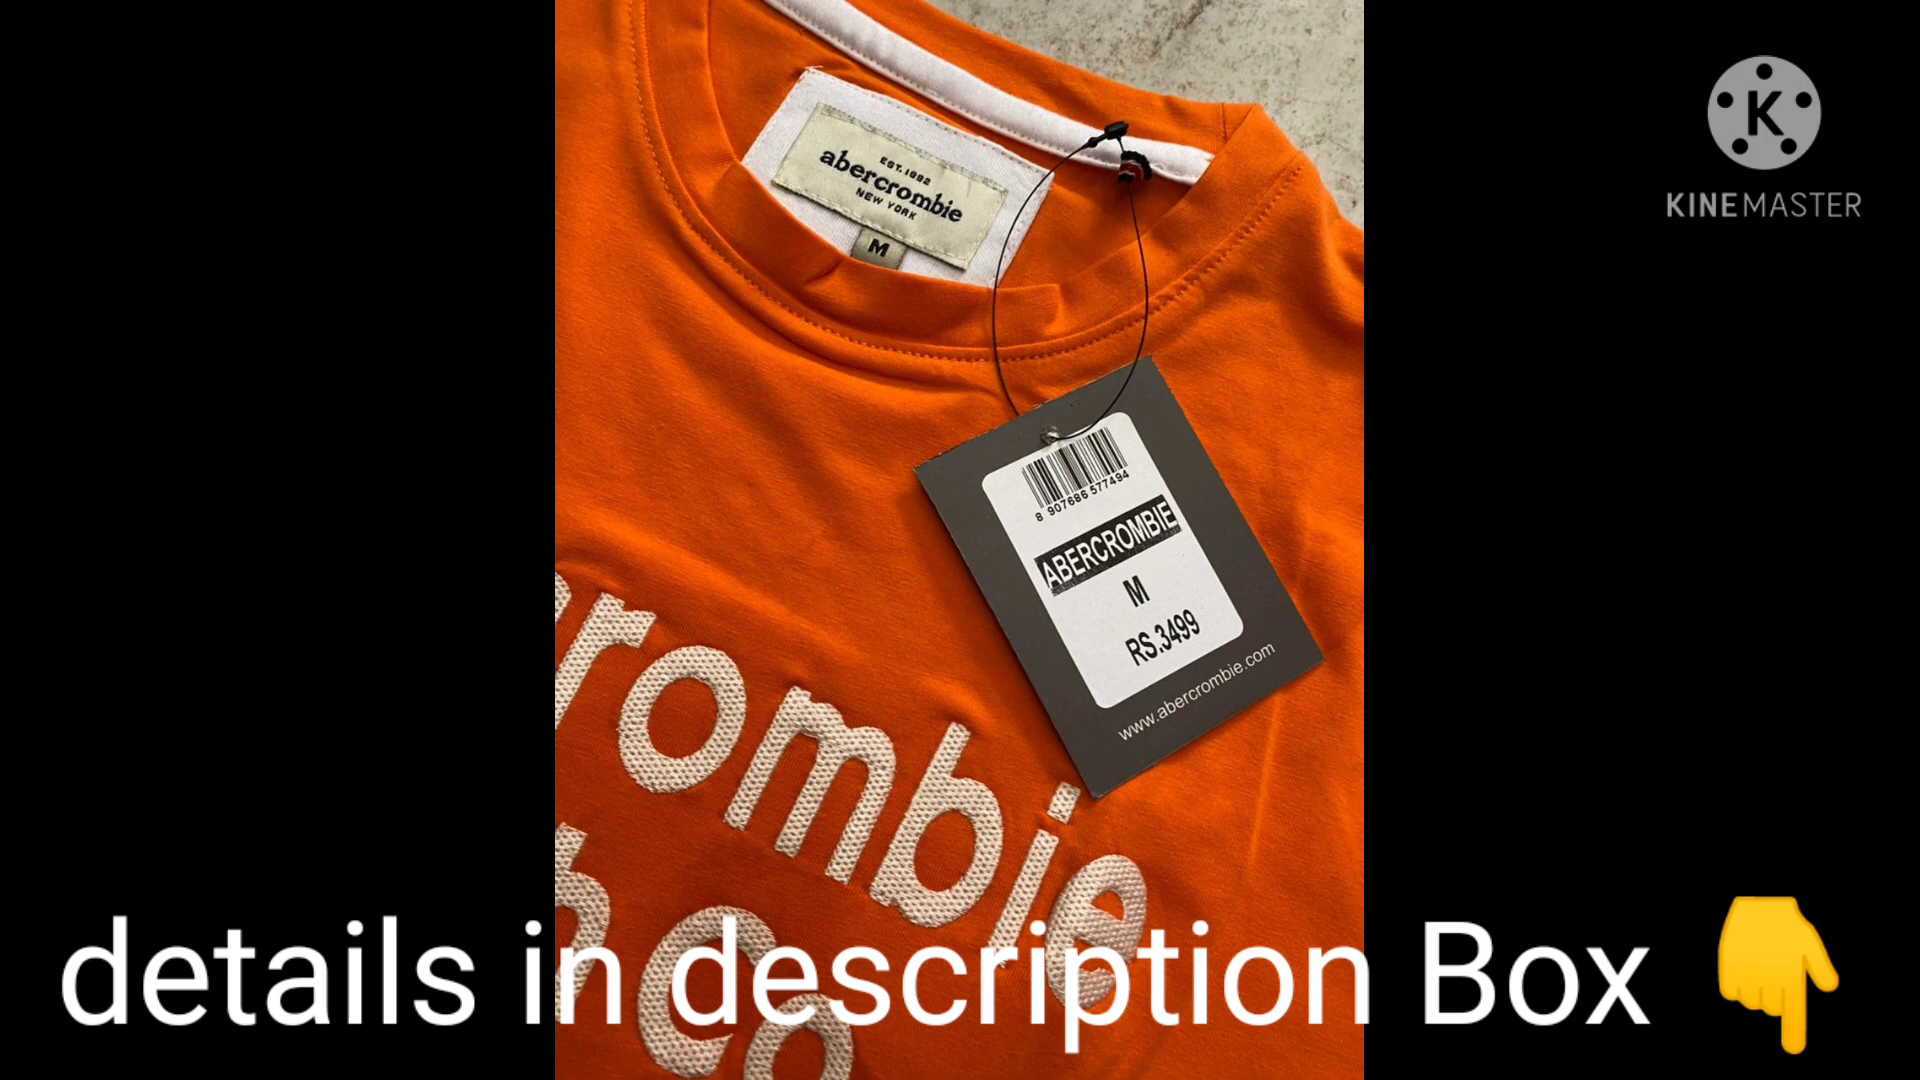 K
KINEMASTER
EST. 1892
abercrombie
NEW YORK
M
8 907686 577494
ABERCROMBIE
M
RS.3499
www.abercrombie.com
rombie
co
details in description Box 👇